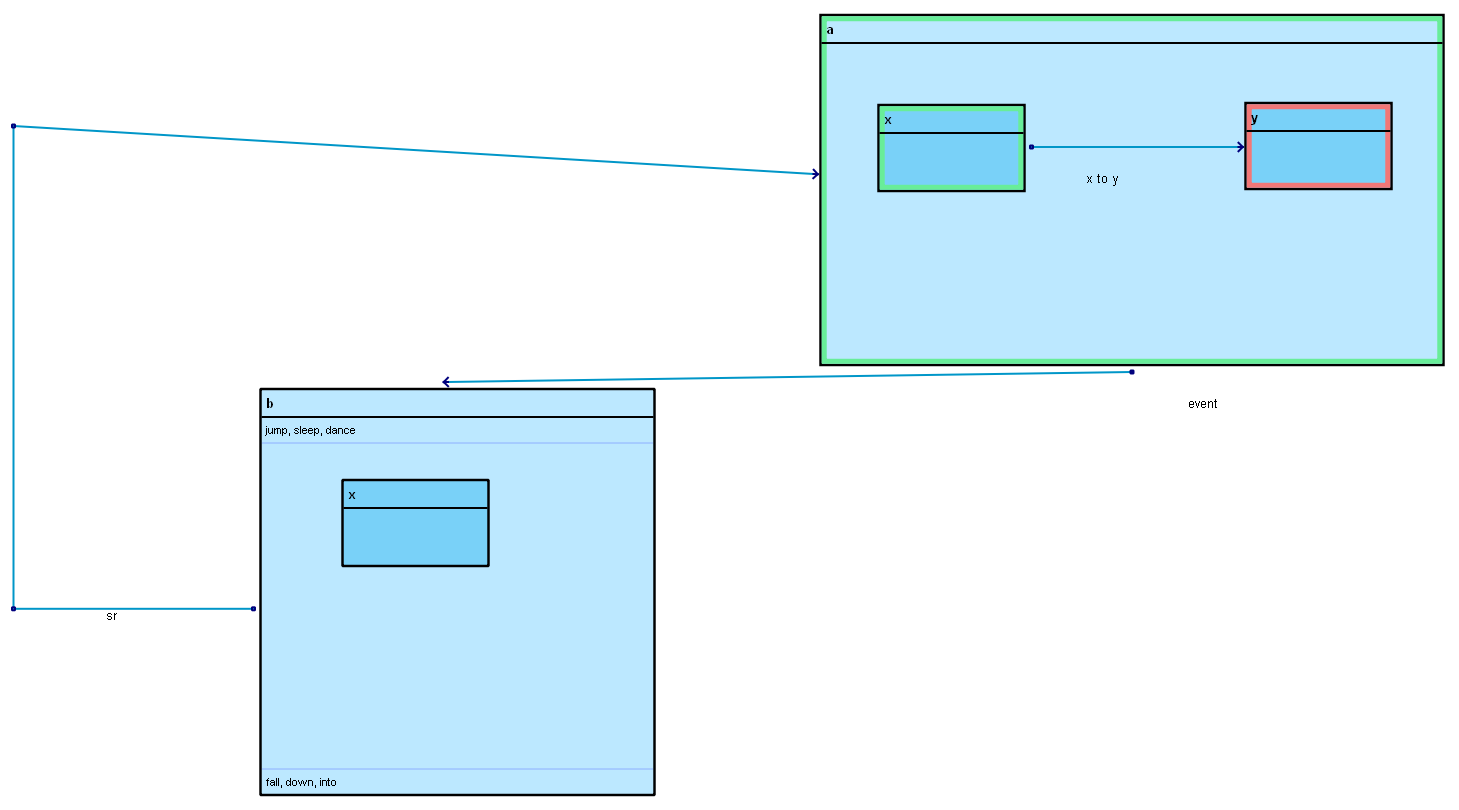 a
x
y
x to y
event
b
jump, sleep, dance
x
sr
fall, down, into